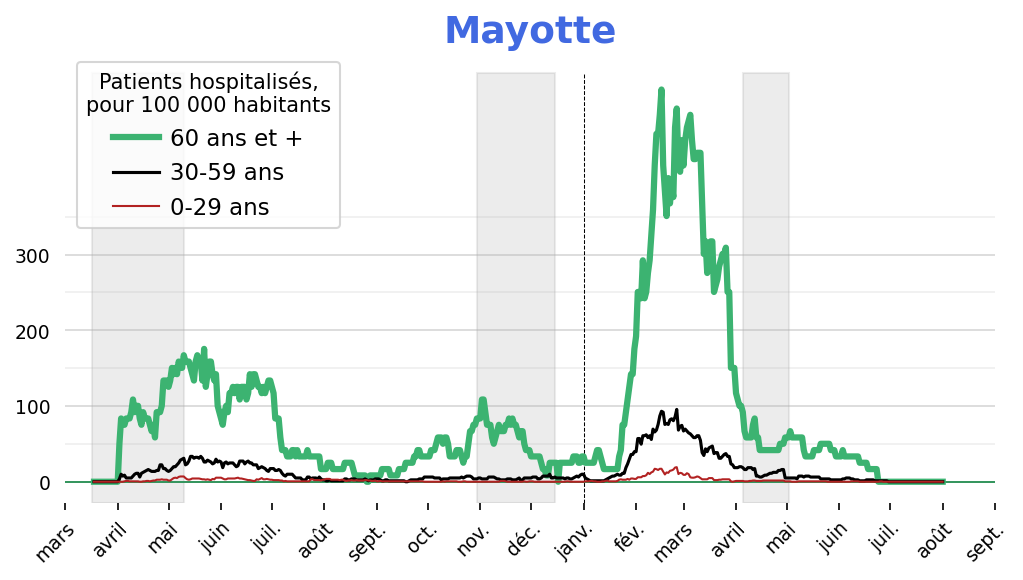 Mayotte
Patients hospitalisés,
pour 100 000 habitants
60 ans et +
30-59 ans
0-29 ans
300
200
100
0
mars avril mai juin juil. août sept. oct. nov. déc. janv. fév. mars avril mai juin juil. août sept.